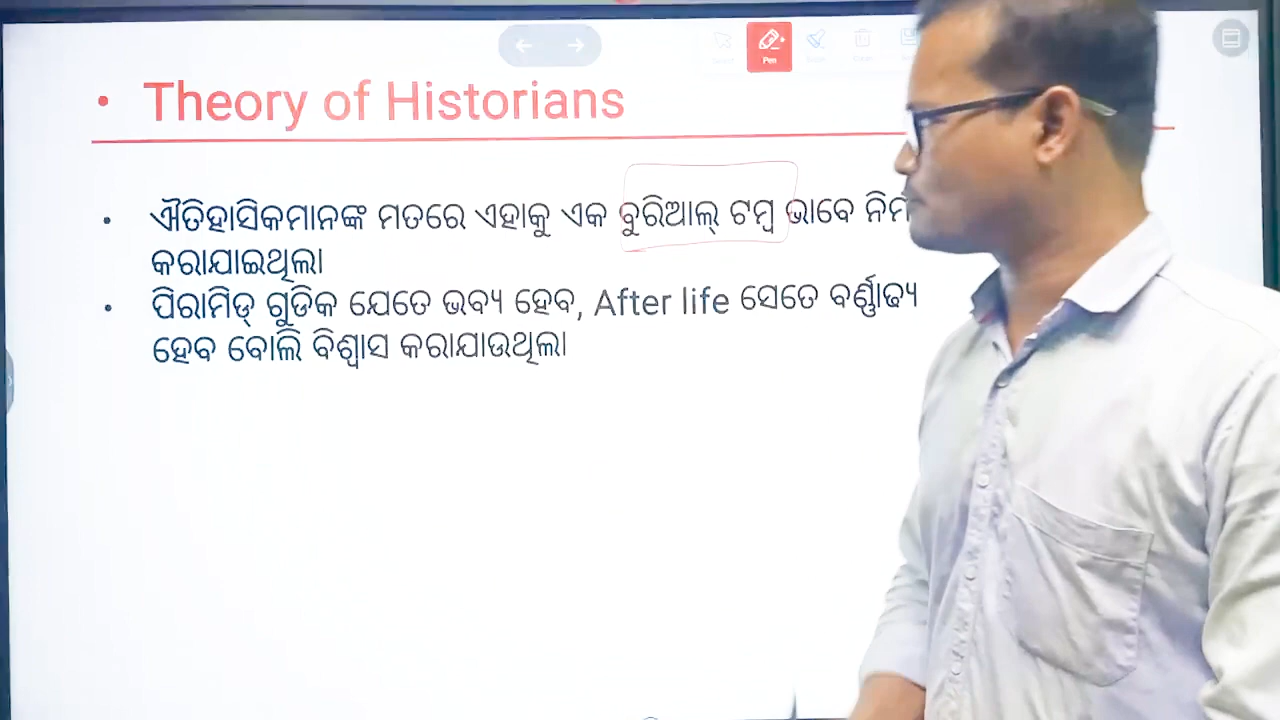 Pen
• Theory of Historians
• ଐତିହାସିକମାନଙ୍କ ମତରେ ଏହାକୁ ଏକ ବୁରିଆଲ୍ ଟମ୍ବ ଭାବେ
କରାଯାଇଥିଲା
• ପିରାମିଡ୍ ଗୁଡିକ ଯେତେ ଭବ୍ୟ ହେବ, After life ସେତେ ବର୍ଣ୍ଣାଢ୍ୟ
ହେବ ବୋଲି ବିଶ୍ୱାସ କରାଯାଉଥିଲା